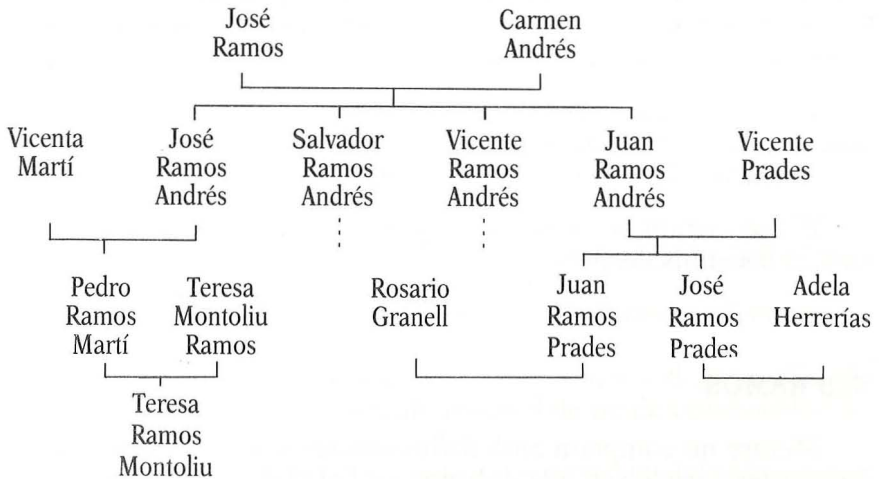 José
Ramos
Carmen
Andrés
Vicenta
Martí
José
Ramos
Andrés
Salvador
Ramos
Andrés
Vicente
Ramos
Andrés
Juan
Ramos
Andrés
Vicente
Prades
Pedro
Ramos
Martí
Teresa
Montoliu
Ramos
Rosario
Granell
Juan
Ramos
Prades
José
Ramos
Prades
Adela
Herrerías
Teresa
Ramos
Montoliu